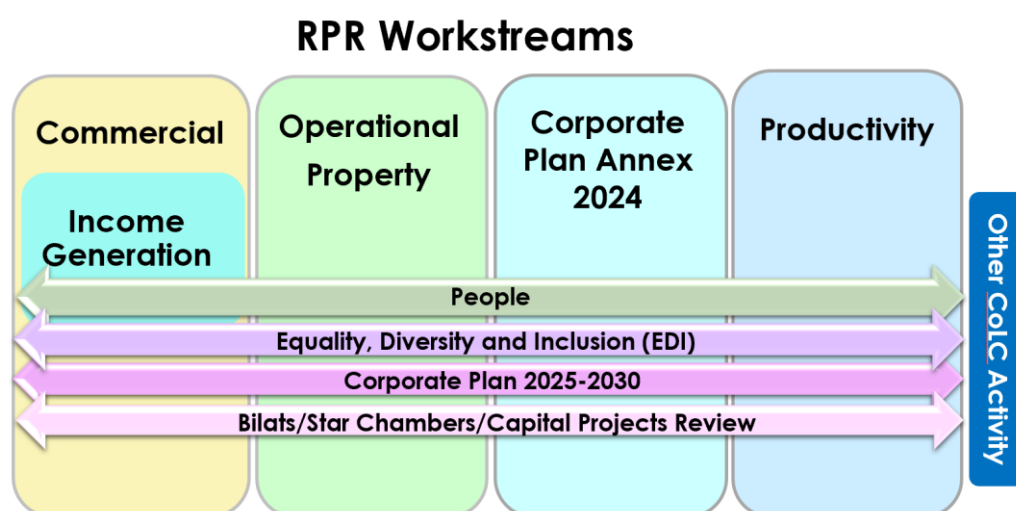 RPR Workstreams
Commercial
Income
Generation
Operational
Property
Corporate
Plan Annex
2024
Productivity
People
Equality, Diversity and Inclusion (EDI)
Corporate Plan 2025-2030
Bilats/Star Chambers/Capital Projects Review
Other CoLC Activity